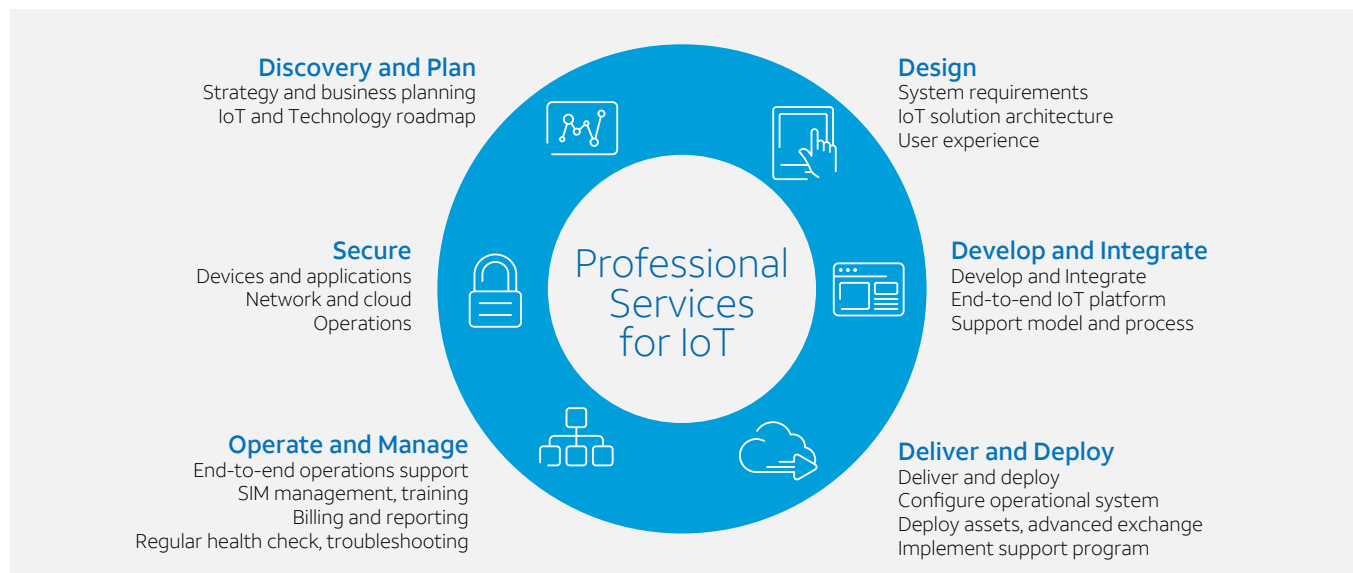 Discovery and Plan
Strategy and business planning
IoT and Technology roadmap
Design
System requirements
IoT solution architecture
User experience
Secure
Devices and applications
Network and cloud
Operations
Professional
Services
for IoT
Develop and Integrate
Develop and Integrate
End-to-end IoT platform
Support model and process
Operate and Manage
End-to-end operations support
SIM management, training
Billing and reporting
Regular health check, troubleshooting
Deliver and Deploy
Deliver and deploy
Configure operational system
Deploy assets, advanced exchange
Implement support program